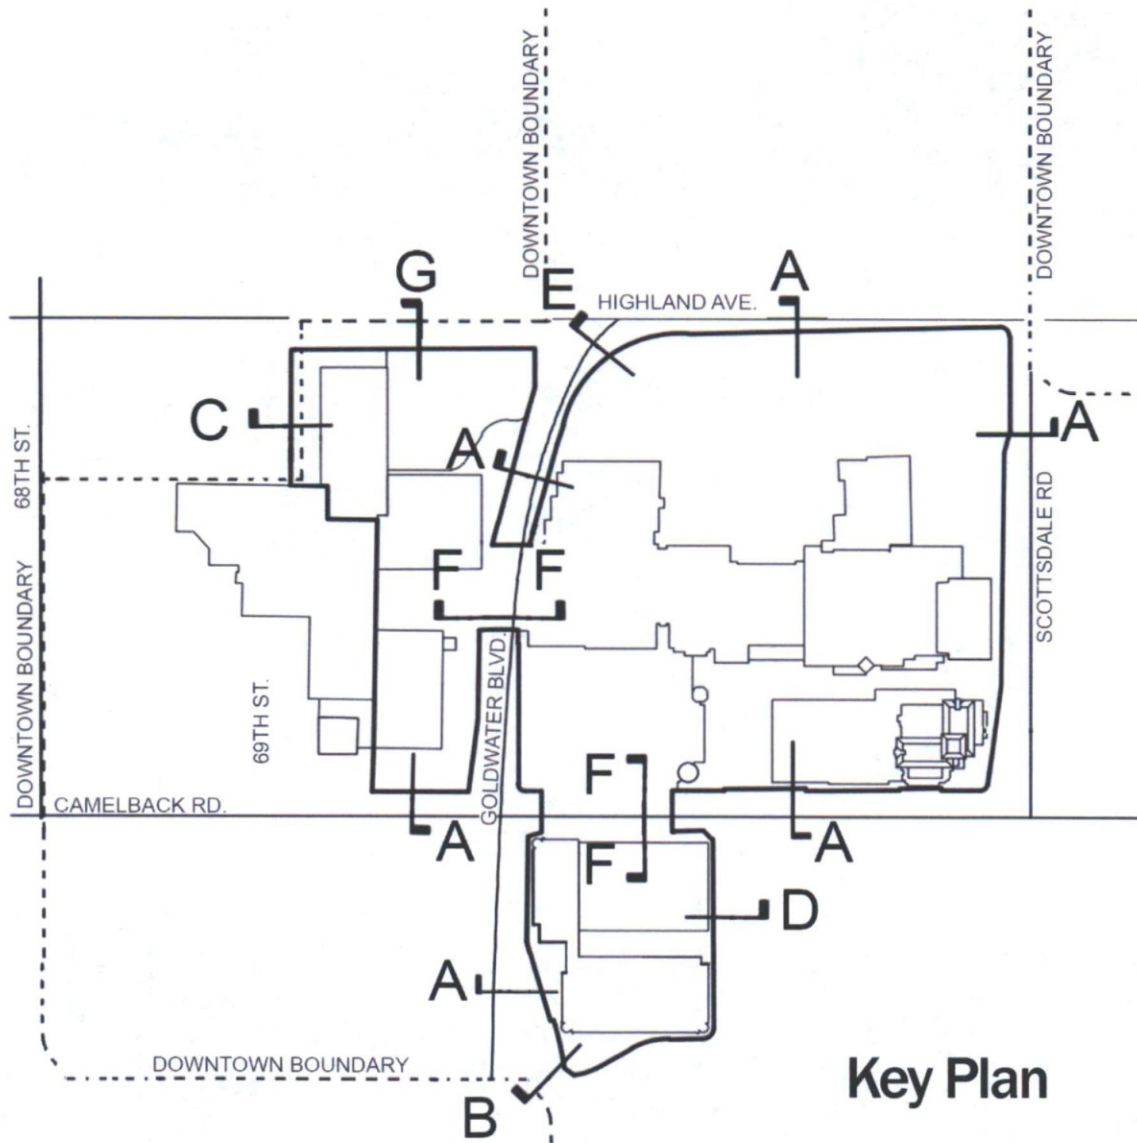 DOWNTOWN BOUNDARY
DOWNTOWN BOUNDARY
G
E
HIGHLAND AVE.
A
C
A
A
68TH ST.
DOWNTOWN BOUNDARY
F
F
SCOTTSDALE RD
69TH ST.
GOLDWATER BLVD.
CAMELBACK RD.
F
A
A
F
D
A
DOWNTOWN BOUNDARY
B
Key Plan